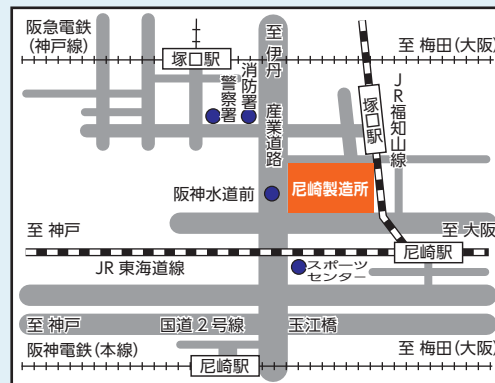 阪急電鉄
(神戸線)
塚口駅
至 伊丹
至 梅田(大阪)
消防署
警察署
産業道路
塚口駅
JR福知山線
阪神水道前
尼崎製造所
至 神戸
至 大阪
尼崎駅
JR 東海道線
スポーツ
センター
至 神戸
国道2号線
玉江橋
阪神電鉄(本線)
尼崎駅
至 梅田(大阪)